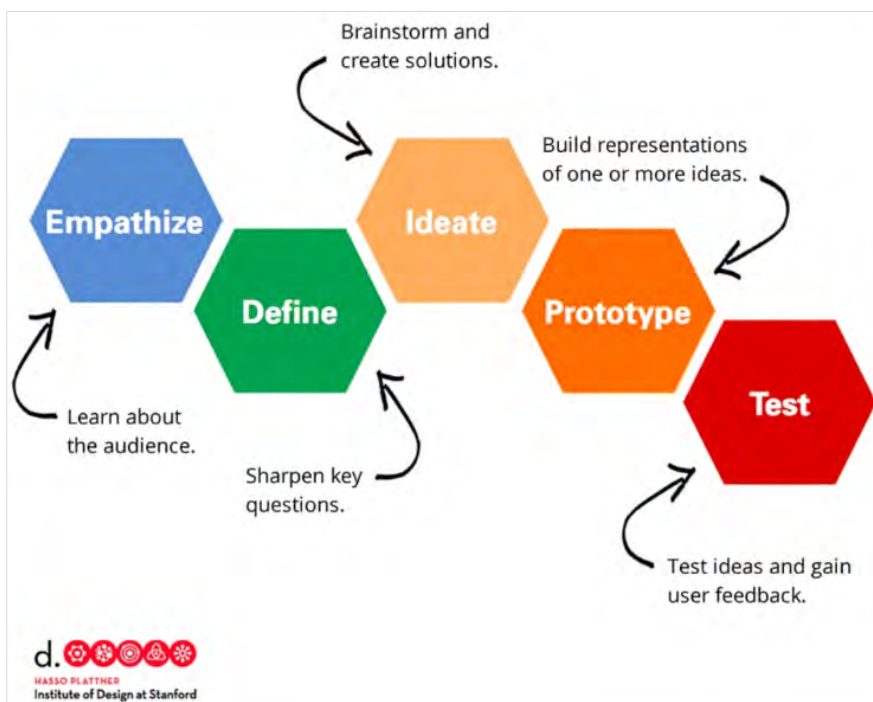 Brainstorm and
create solutions.
Build representations
of one or more ideas.
Empathize
Ideate
Define
Prototype
Test
Learn about
the audience.
Sharpen key
questions.
Test ideas and gain
user feedback.
d.
HASSO PLATTNER
Institute of Design at Stanford